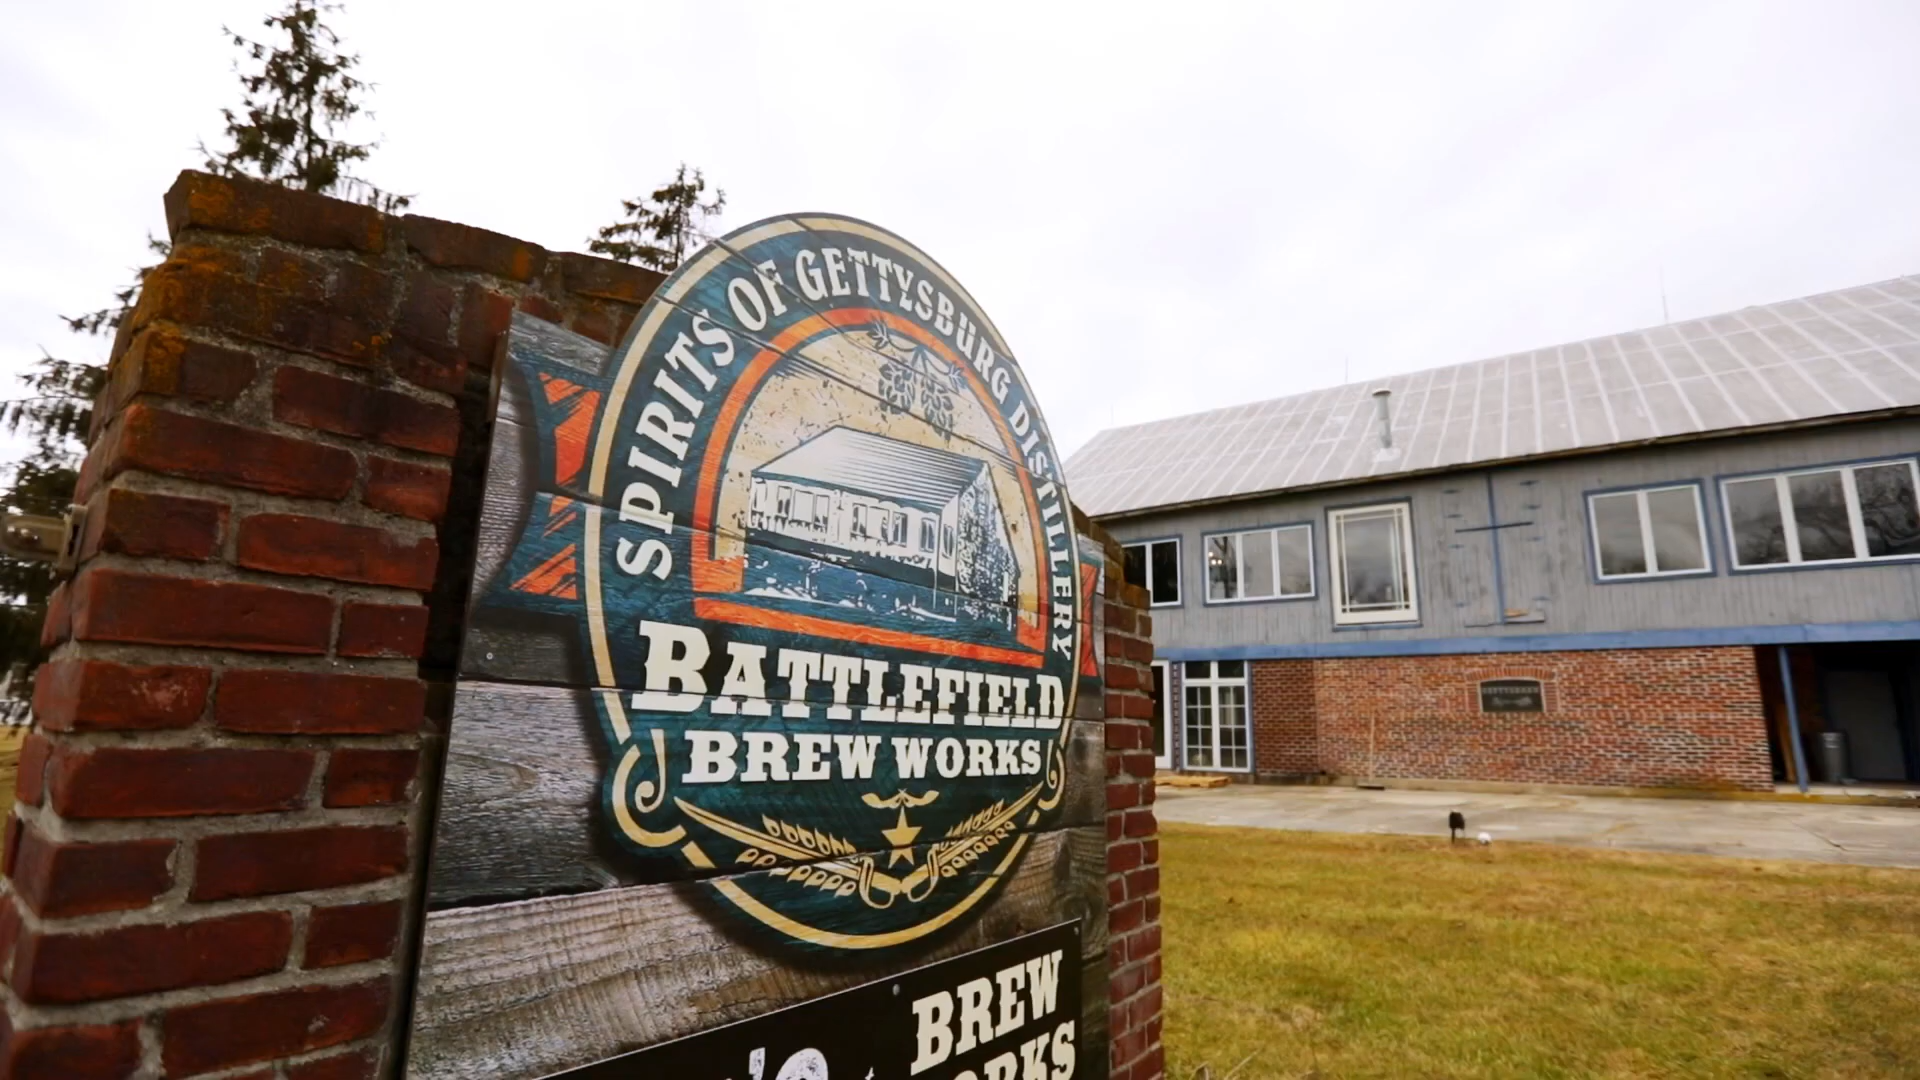 SPIRITS OF GETTYSBURG DISTILLERY
BATTLEFIELD
BREW WORKS
BREW